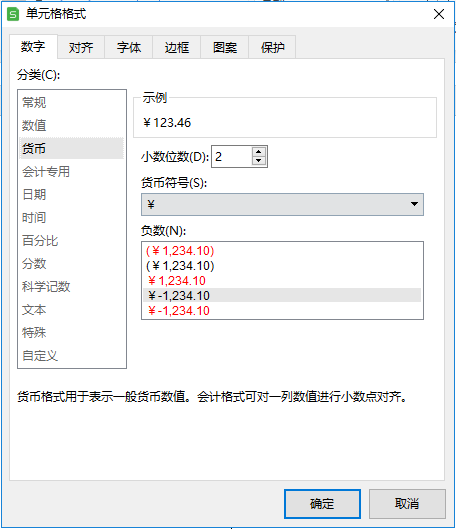 单元格格式
数字 对齐 字体 边框 图案 保护
分类(C):
常规
数值
货币
会计专用
日期
时间
百分比
分数
科学记数
文本
特殊
自定义
示例
￥123.46
小数位数(D): 2
货币符号(S):
￥
负数(N):
(￥1,234.10)
(￥1,234.10)
￥1,234.10
￥-1,234.10
￥-1,234.10
货币格式用于表示一般货币数值。会计格式可对一列数值进行小数点对齐。
确定 取消